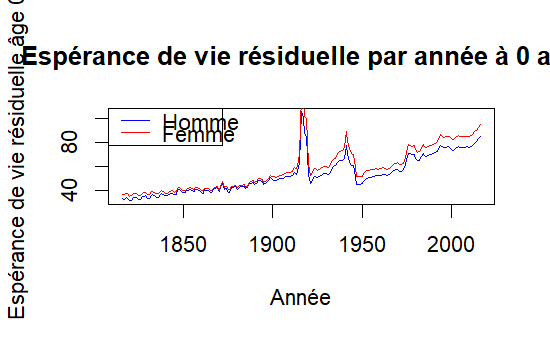 Espérance de vie résiduelle par année à 0 a
Espérance de vie résiduelle âge 0
80
40
Homme
Femme
1850
1900
1950
2000
Année